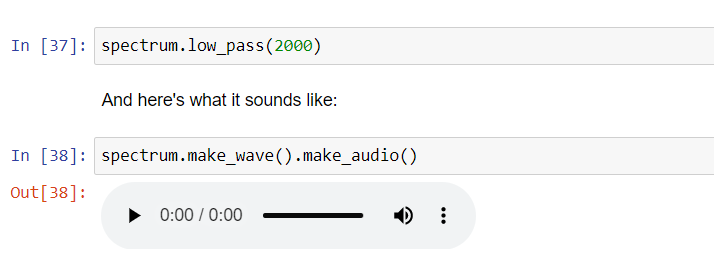 In [37]: spectrum.low_pass(2000)
And here's what it sounds like:
In [38]: spectrum.make_wave().make_audio()
Out[38]:
0:00 / 0:00